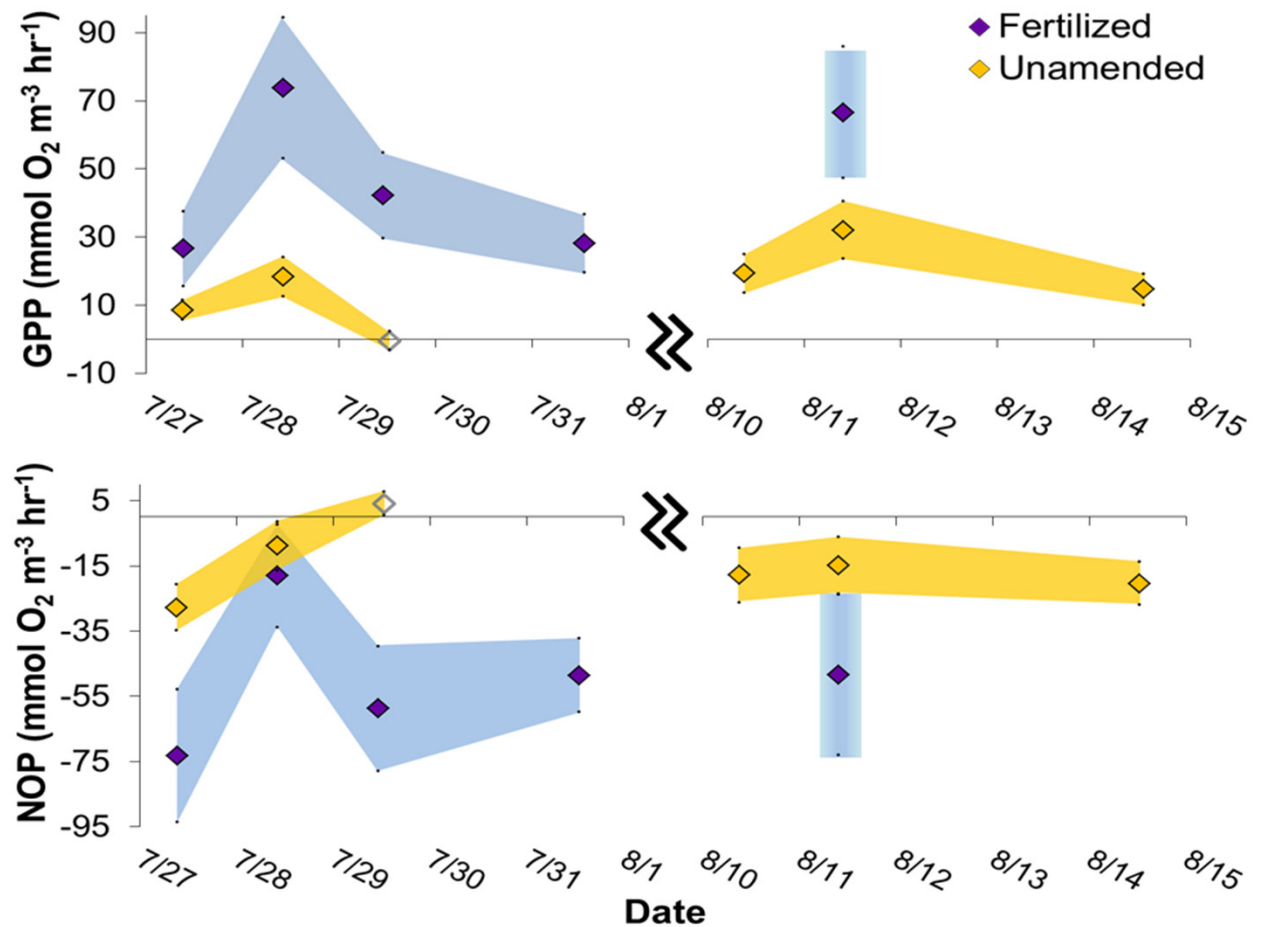 GPP (mmol O2 m-3 hr-1)
90
70
50
30
10
-10
Fertilized
Unamended
7/27 7/28 7/29 7/30 7/31 8/1 8/10 8/11 8/12 8/13 8/14 8/15
NOP (mmol O2 m-3 hr-1)
5
-15
-35
-55
-75
-95
7/27 7/28 7/29 7/30 7/31 8/1 8/10 8/11 8/12 8/13 8/14 8/15
Date